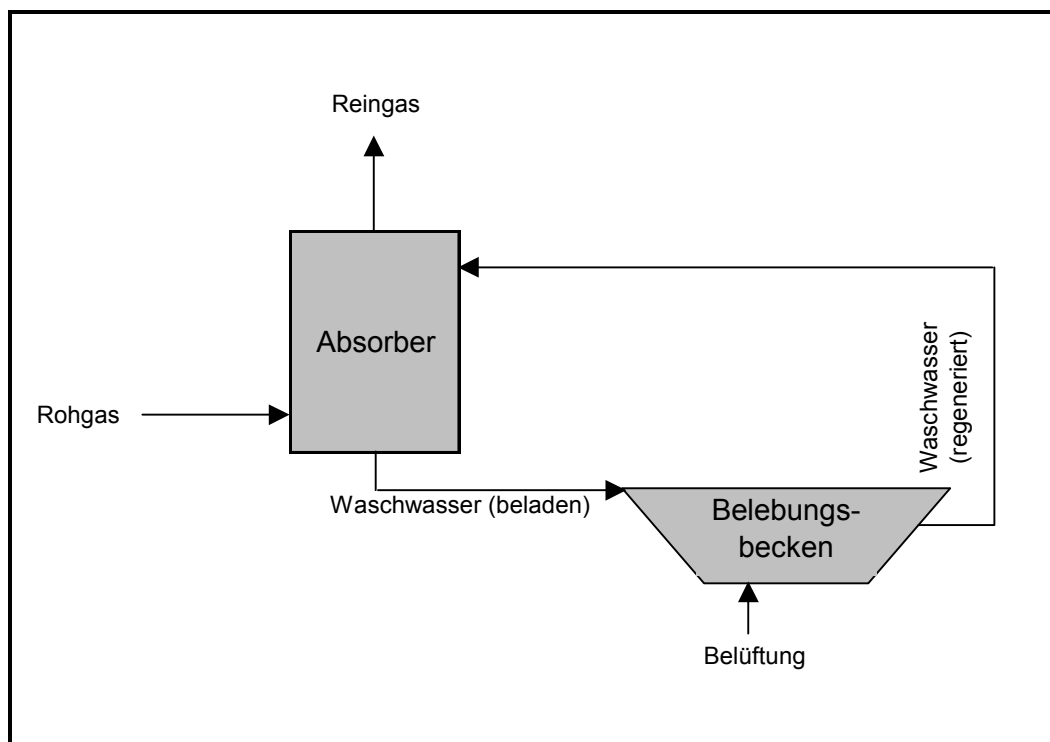 Reingas
Absorber
Rohgas
Waschwasser
(regeneriert)
Waschwasser (beladen)
Belebungs-
becken
Belüftung